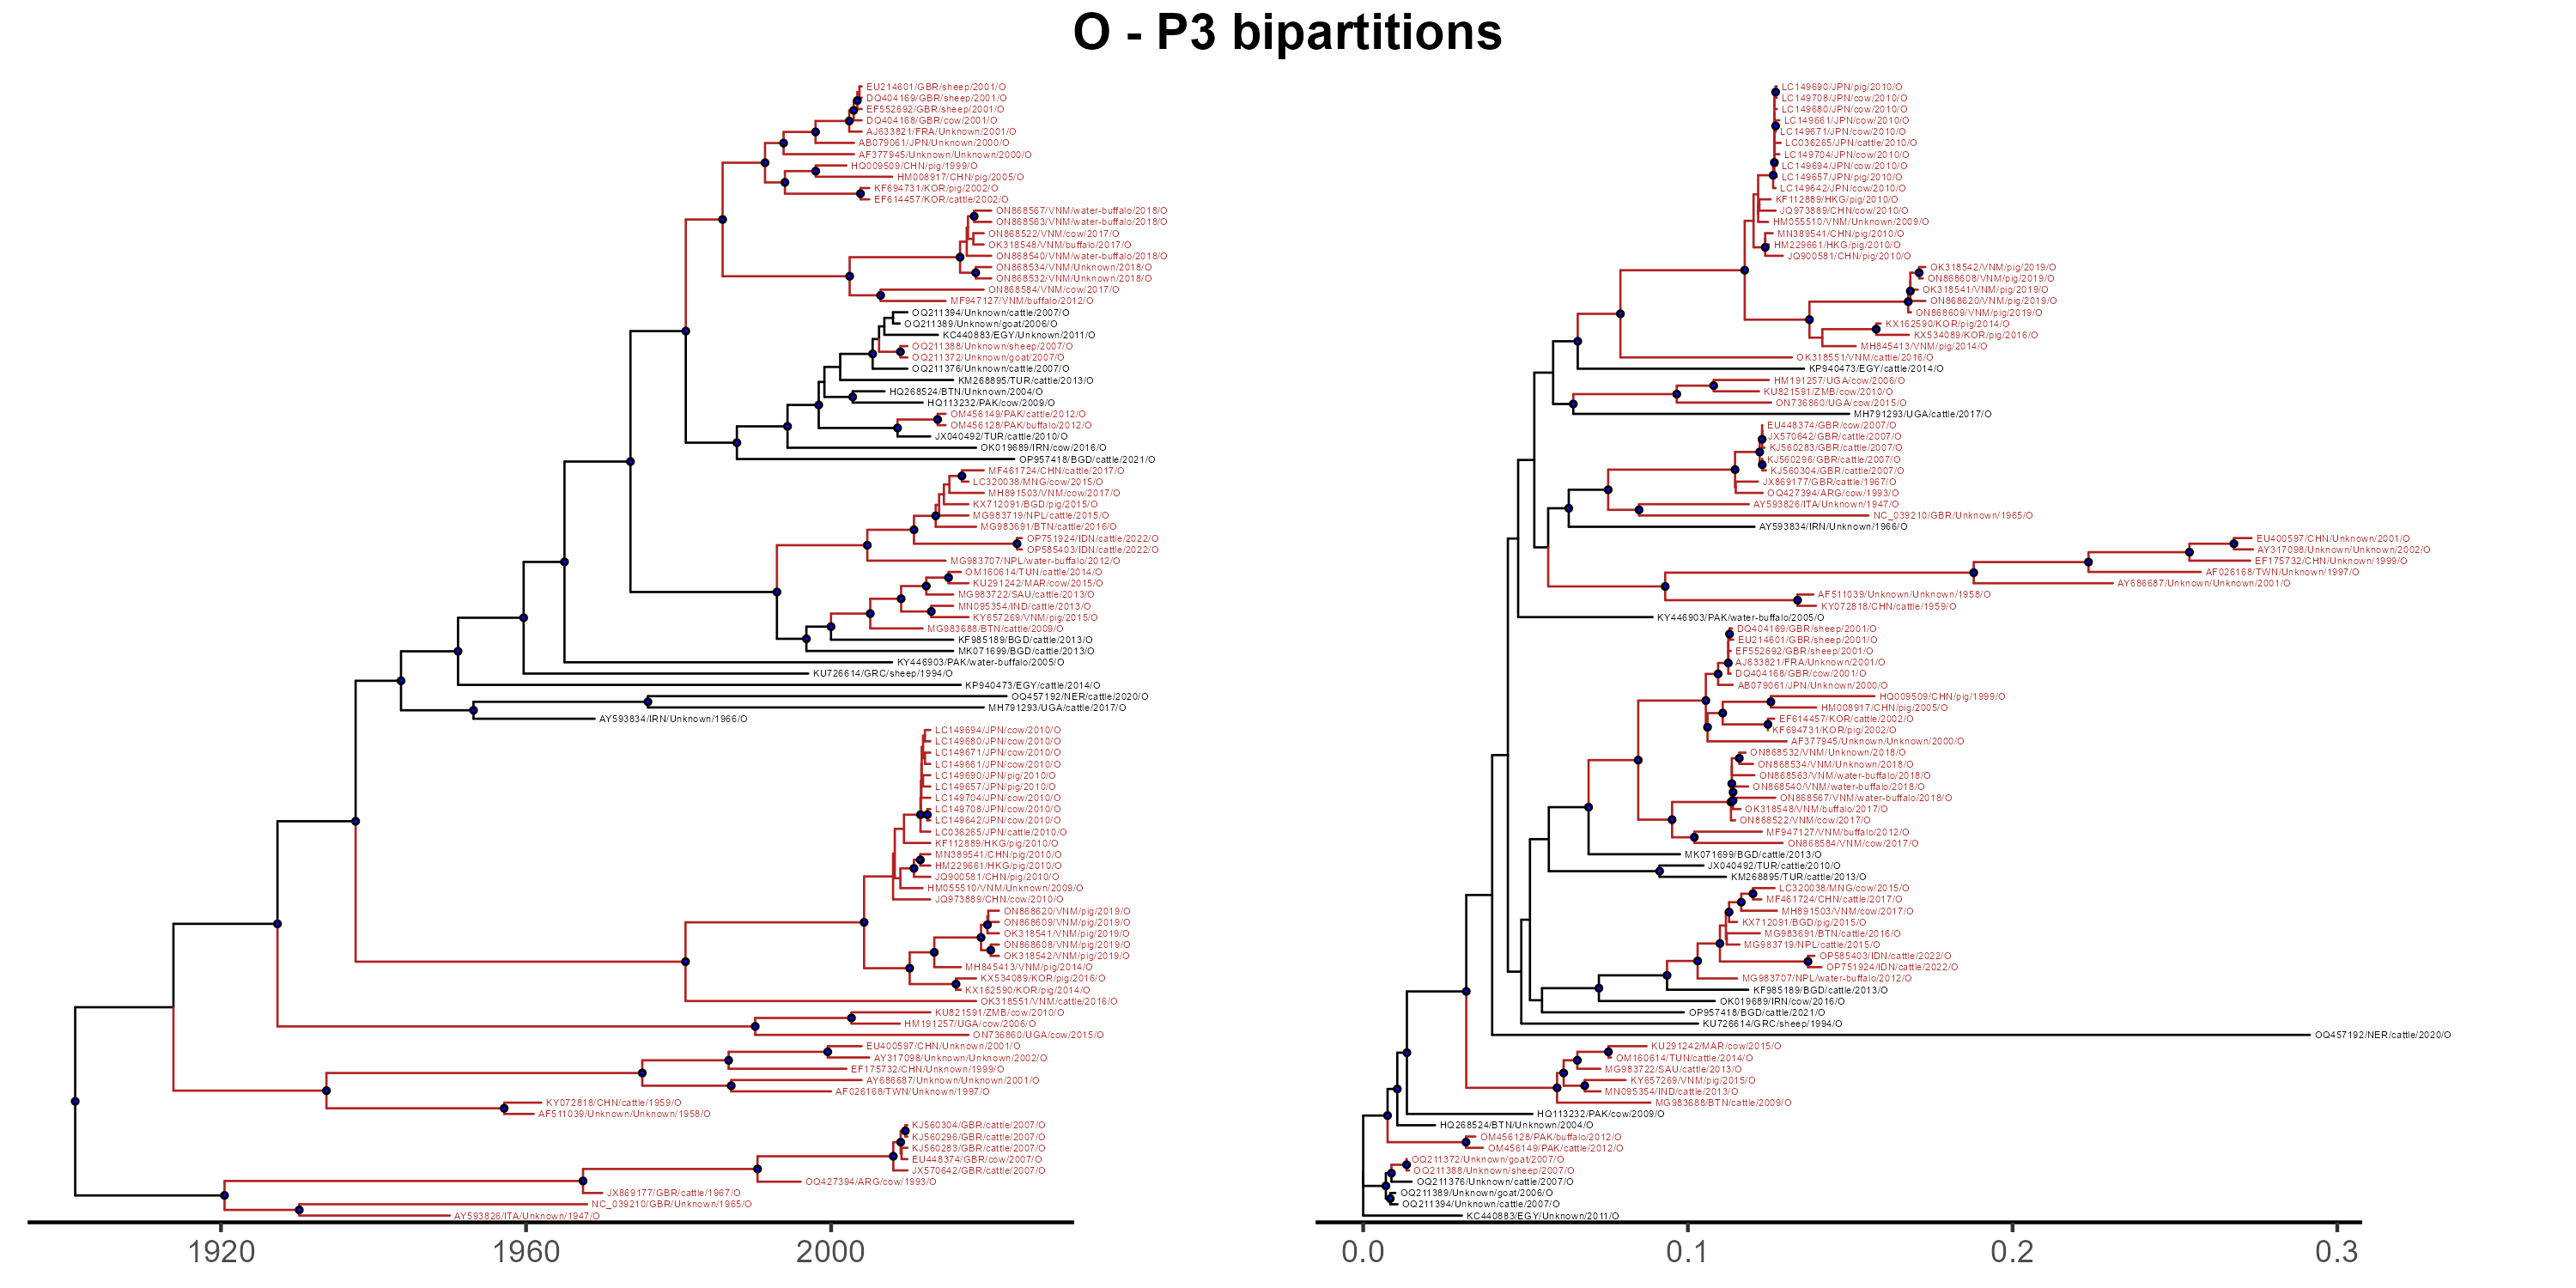 O - P3 bipartitions
EU214601/GBR/sheep/2001/O
DQ404169/GBR/sheep/2001/O
EF552692/GBR/sheep/2001/O
DQ404168/GBR/cow/2001/O
AJ633821/FRA/Unknown/2001/O
AB079061/JPN/Unknown/2000/O
AF377945/Unknown/Unknown/2000/O
HQ009509/CHN/pig/1999/O
HM008917/CHN/pig/2005/O
KF694731/KOR/pig/2002/O
EF614457/KOR/cattle/2002/O
ON868567/VNM/water-buffalo/2018/O
ON868563/VNM/water-buffalo/2018/O
ON868522/VNM/cow/2017/O
OK318548/VNM/buffalo/2017/O
ON868540/VNM/water-buffalo/2018/O
ON868534/VNM/Unknown/2018/O
ON868532/VNM/Unknown/2018/O
ON868584/VNM/cow/2017/O
MF947127/VNM/buffalo/2012/O
OQ211394/Unknown/cattle/2007/O
OQ211389/Unknown/goat/2006/O
KC440883/EGY/Unknown/2011/O
OQ211388/Unknown/sheep/2007/O
OQ211372/Unknown/goat/2007/O
OQ211376/Unknown/cattle/2007/O
KM268895/TUR/cattle/2013/O
HQ268524/BTN/Unknown/2004/O
HQ113232/PAK/cow/2009/O
OM456149/PAK/cattle/2012/O
OM456128/PAK/buffalo/2012/O
JX040492/TUR/cattle/2010/O
OK019689/IRN/cow/2016/O
OP957418/BGD/cattle/2021/O
MF461724/CHN/cattle/2017/O
LC320038/MNG/cow/2015/O
MH891503/VNM/cow/2017/O
KX712091/BGD/pig/2015/O
MG983719/NPL/cattle/2015/O
MG983691/BTN/cattle/2016/O
OP751924/IDN/cattle/2022/O
OP585403/IDN/cattle/2022/O
MG983707/NPL/water-buffalo/2012/O
OM160614/TUN/cattle/2014/O
KU291242/MAR/cow/2015/O
MG983722/SAU/cattle/2013/O
MN095354/IND/cattle/2013/O
KY657269/VNM/pig/2015/O
MG983688/BTN/cattle/2009/O
KF985189/BGD/cattle/2013/O
MK071699/BGD/cattle/2013/O
KY446903/PAK/water-buffalo/2005/O
KU726614/GRC/sheep/1994/O
KP940473/EGY/cattle/2014/O
OQ457192/NER/cattle/2020/O
MH791293/UGA/cattle/2017/O
AY593834/IRN/Unknown/1966/O
LC149694/JPN/cow/2010/O
LC149680/JPN/cow/2010/O
LC149671/JPN/cow/2010/O
LC149661/JPN/cow/2010/O
LC149690/JPN/pig/2010/O
LC149657/JPN/pig/2010/O
LC149704/JPN/cow/2010/O
LC149708/JPN/cow/2010/O
LC149642/JPN/cow/2010/O
LC036265/JPN/cattle/2010/O
KF112889/HKG/pig/2010/O
MN389541/CHN/pig/2010/O
HM229661/HKG/pig/2010/O
JQ900581/CHN/pig/2010/O
HM055510/VNM/Unknown/2009/O
JQ973889/CHN/cow/2010/O
ON868620/VNM/pig/2019/O
ON868609/VNM/pig/2019/O
OK318541/VNM/pig/2019/O
ON868608/VNM/pig/2019/O
OK318542/VNM/pig/2019/O
MH845413/VNM/pig/2014/O
KX534089/KOR/pig/2016/O
KX162590/KOR/pig/2014/O
OK318551/VNM/cattle/2016/O
KU821591/ZMB/cow/2010/O
HM191257/UGA/cow/2006/O
ON736860/UGA/cow/2015/O
EU400597/CHN/Unknown/2001/O
AY317098/Unknown/Unknown/2002/O
EF175732/CHN/Unknown/1999/O
AY686687/Unknown/Unknown/2001/O
AF026168/TWN/Unknown/1997/O
KY072818/CHN/cattle/1959/O
AF511039/Unknown/Unknown/1958/O
KJ560304/GBR/cattle/2007/O
KJ560296/GBR/cattle/2007/O
KJ560283/GBR/cattle/2007/O
EU448374/GBR/cow/2007/O
JX570642/GBR/cattle/2007/O
OQ427394/ARG/cow/1993/O
JX869177/GBR/cattle/1967/O
NC_039210/GBR/Unknown/1965/O
AY593826/ITA/Unknown/1947/O
1920 1960 2000
LC149690/JPN/pig/2010/O
LC149708/JPN/cow/2010/O
LC149680/JPN/cow/2010/O
LC149661/JPN/cow/2010/O
LC149671/JPN/cow/2010/O
LC036265/JPN/cattle/2010/O
LC149704/JPN/cow/2010/O
LC149694/JPN/cow/2010/O
LC149657/JPN/pig/2010/O
LC149642/JPN/cow/2010/O
KF112889/HKG/pig/2010/O
JQ973889/CHN/cow/2010/O
HM055510/VNM/Unknown/2009/O
MN389541/CHN/pig/2010/O
HM229661/HKG/pig/2010/O
JQ900581/CHN/pig/2010/O
OK318542/VNM/pig/2019/O
ON868608/VNM/pig/2019/O
OK318541/VNM/pig/2019/O
ON868620/VNM/pig/2019/O
ON868609/VNM/pig/2019/O
KX162590/KOR/pig/2014/O
KX534089/KOR/pig/2016/O
MH845413/VNM/pig/2014/O
OK318551/VNM/cattle/2016/O
KP940473/EGY/cattle/2014/O
HM191257/UGA/cow/2006/O
KU821591/ZMB/cow/2010/O
ON736860/UGA/cow/2015/O
MH791293/UGA/cattle/2017/O
EU448374/GBR/cow/2007/O
JX570642/GBR/cattle/2007/O
KJ560283/GBR/cattle/2007/O
KJ560296/GBR/cattle/2007/O
KJ560304/GBR/cattle/2007/O
JX869177/GBR/cattle/1967/O
OQ427394/ARG/cow/1993/O
AY593826/ITA/Unknown/1947/O
NC_039210/GBR/Unknown/1965/O
AY593834/IRN/Unknown/1966/O
EU400597/CHN/Unknown/2001/O
AY317098/Unknown/Unknown/2002/O
EF175732/CHN/Unknown/1999/O
AF026168/TWN/Unknown/1997/O
AY686687/Unknown/Unknown/2001/O
AF511039/Unknown/Unknown/1958/O
KY072818/CHN/cattle/1959/O
KY446903/PAK/water-buffalo/2005/O
DQ404169/GBR/sheep/2001/O
EU214601/GBR/sheep/2001/O
EF552692/GBR/sheep/2001/O
AJ633821/FRA/Unknown/2001/O
DQ404168/GBR/cow/2001/O
AB079061/JPN/Unknown/2000/O
HQ009509/CHN/pig/1999/O
HM008917/CHN/pig/2005/O
EF614457/KOR/cattle/2002/O
KF694731/KOR/pig/2002/O
AF377945/Unknown/Unknown/2000/O
ON868532/VNM/Unknown/2018/O
ON868534/VNM/Unknown/2018/O
ON868563/VNM/water-buffalo/2018/O
ON868540/VNM/water-buffalo/2018/O
ON868567/VNM/water-buffalo/2018/O
OK318548/VNM/buffalo/2017/O
ON868522/VNM/cow/2017/O
MF947127/VNM/buffalo/2012/O
ON868584/VNM/cow/2017/O
MK071699/BGD/cattle/2013/O
JX040492/TUR/cattle/2010/O
KM268895/TUR/cattle/2013/O
LC320038/MNG/cow/2015/O
MF461724/CHN/cattle/2017/O
MH891503/VNM/cow/2017/O
KX712091/BGD/pig/2015/O
MG983691/BTN/cattle/2016/O
MG983719/NPL/cattle/2015/O
OP585403/IDN/cattle/2022/O
OP751924/IDN/cattle/2022/O
MG983707/NPL/water-buffalo/2012/O
KF985189/BGD/cattle/2013/O
OK019689/IRN/cow/2016/O
OP957418/BGD/cattle/2021/O
KU726614/GRC/sheep/1994/O
OQ457192/NER/cattle/2020/O
KU291242/MAR/cow/2015/O
OM160614/TUN/cattle/2014/O
MG983722/SAU/cattle/2013/O
KY657269/VNM/pig/2015/O
MN095354/IND/cattle/2013/O
MG983688/BTN/cattle/2009/O
HQ113232/PAK/cow/2009/O
HQ268524/BTN/Unknown/2004/O
OM456128/PAK/buffalo/2012/O
OM456149/PAK/cattle/2012/O
OQ211372/Unknown/goat/2007/O
OQ211388/Unknown/sheep/2007/O
OQ211376/Unknown/cattle/2007/O
OQ211389/Unknown/goat/2006/O
OQ211394/Unknown/cattle/2007/O
KC440883/EGY/Unknown/2011/O
0.0 0.1 0.2 0.3